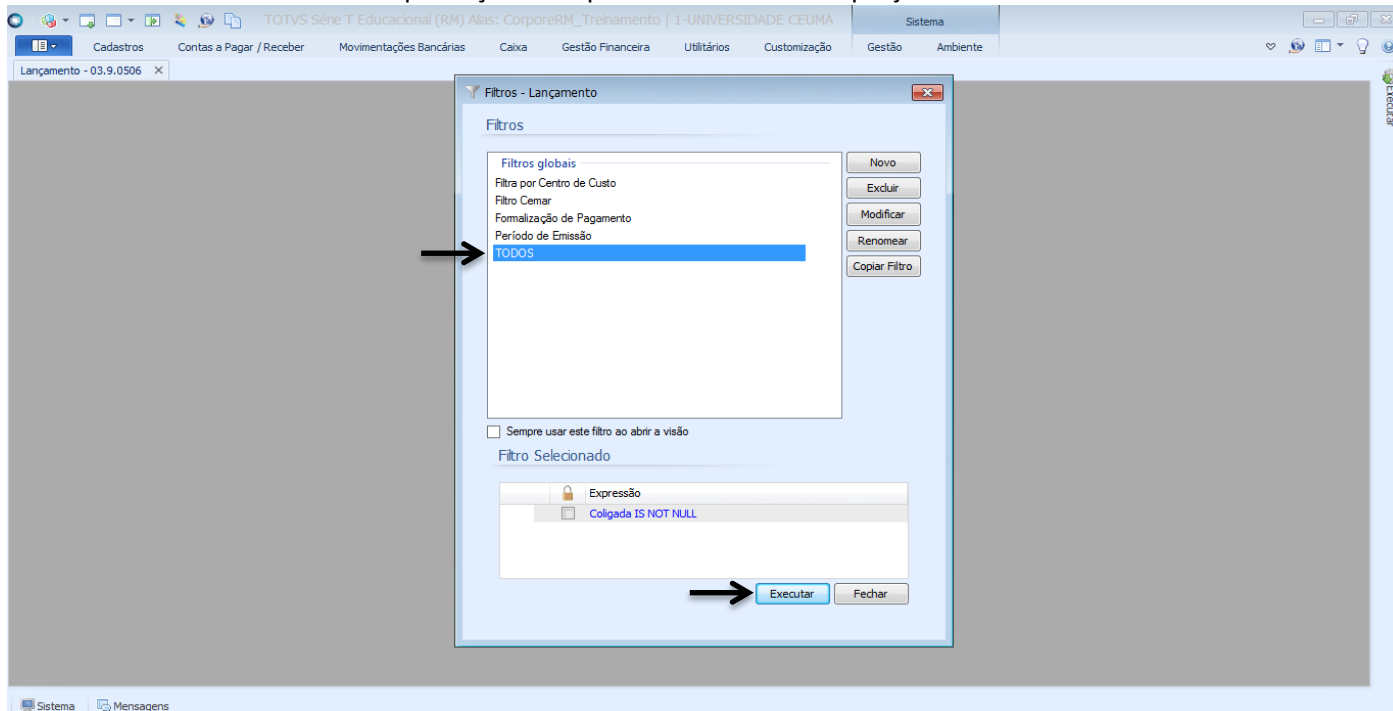 TOTVS Série T Educacional (RM) Alias: CorporeRM_Treinamento | 1-UNIVERSIDADE CEUMA
Sistema
Cadastros Contas a Pagar / Receber Movimentações Bancárias Caixa Gestão Financeira Utilitários Customização Gestão Ambiente
Lançamento - 03.9.0506
Executar
Filtros - Lançamento
Filtros
Filtros globais
Filtra por Centro de Custo
Filtro Cemar
Formalização de Pagamento
Período de Emissão
TODOS
Novo
Excluir
Modificar
Renomear
Copiar Filtro
Sempre usar este filtro ao abrir a visão
Filtro Selecionado
Expressão
Coligada IS NOT NULL
Executar Fechar
Sistema Mensagens